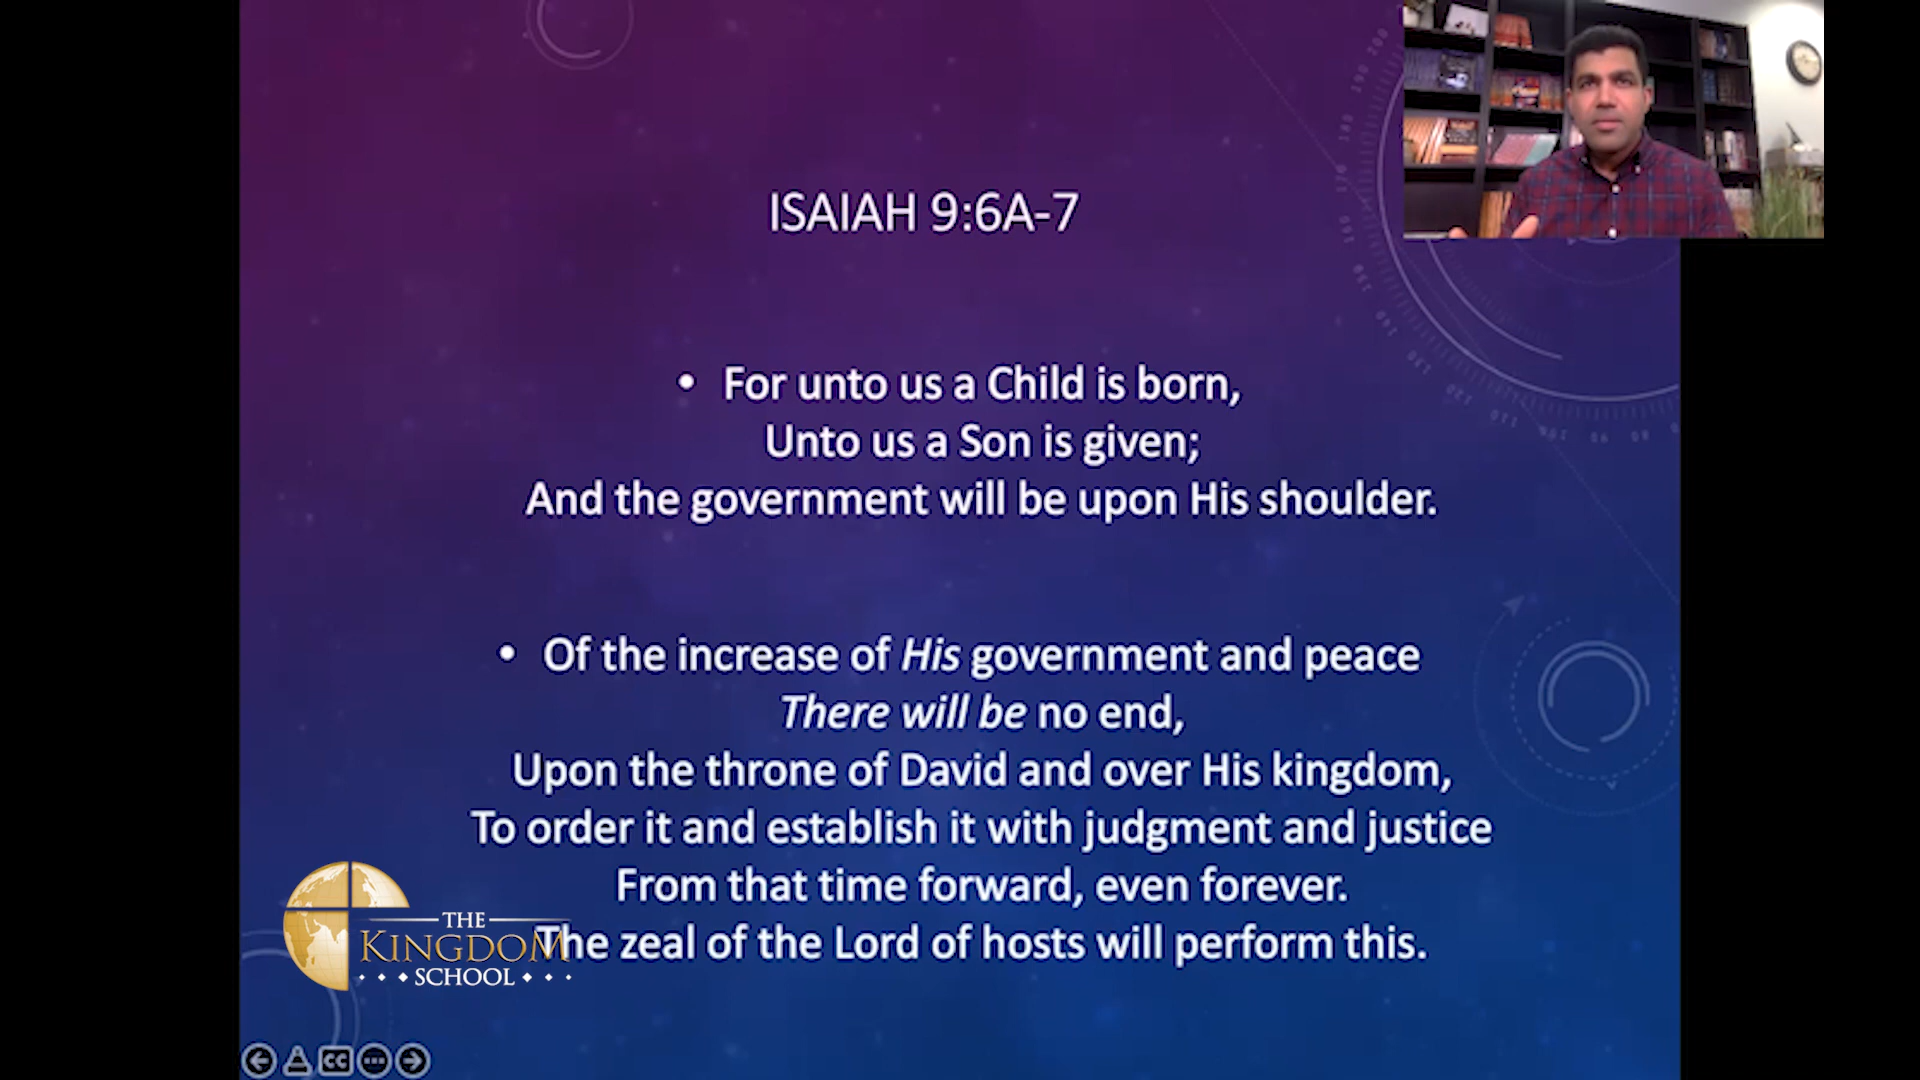 ISAIAH 9:6A-7
• For unto us a Child is born,
Unto us a Son is given;
And the government will be upon His shoulder.
• Of the increase of His government and peace
There will be no end,
Upon the throne of David and over His kingdom,
To order it and establish it with judgment and justice
From that time forward, even forever.
The zeal of the Lord of hosts will perform this.
THE
KINGDOM
SCHOOL
CC